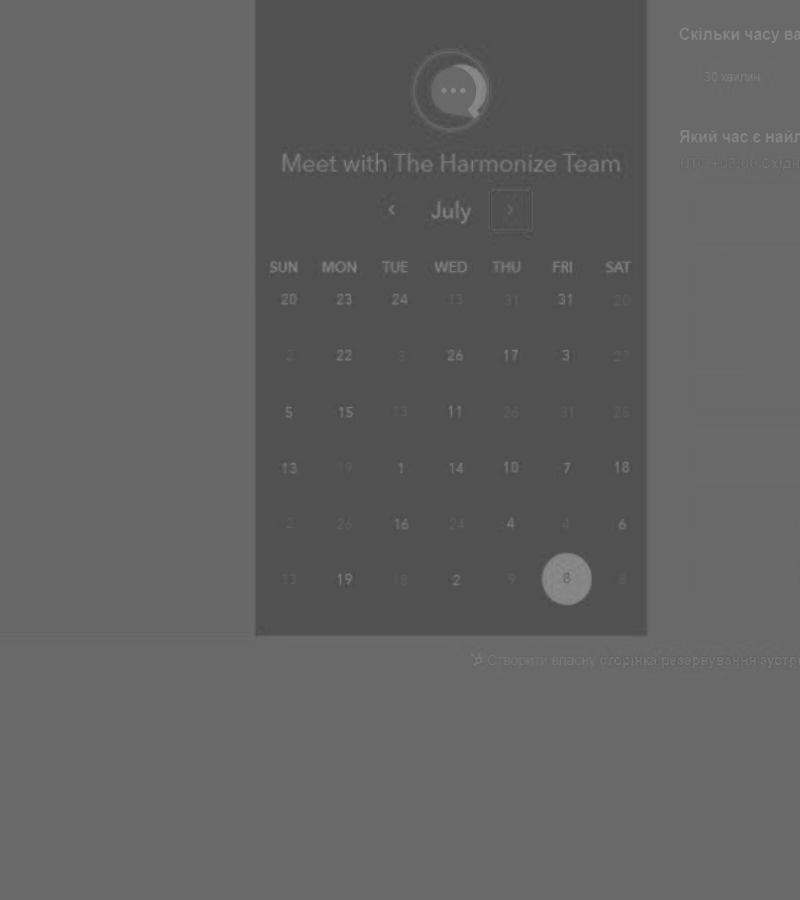 Скільки часу ва
30 хвилин
Meet with The Harmonize Team
Який час є найл
July
SUN MON TUE WED THU FRI SAT
20 23 24 13 31 31 20
2 22 3 26 17 3 27
5 15 13 11 26 31 28
13 19 1 14 10 7 18
2 26 16 24 4 4 6
13 19 18 2 9 8 8
Створити власну сторінка резервування зустрі